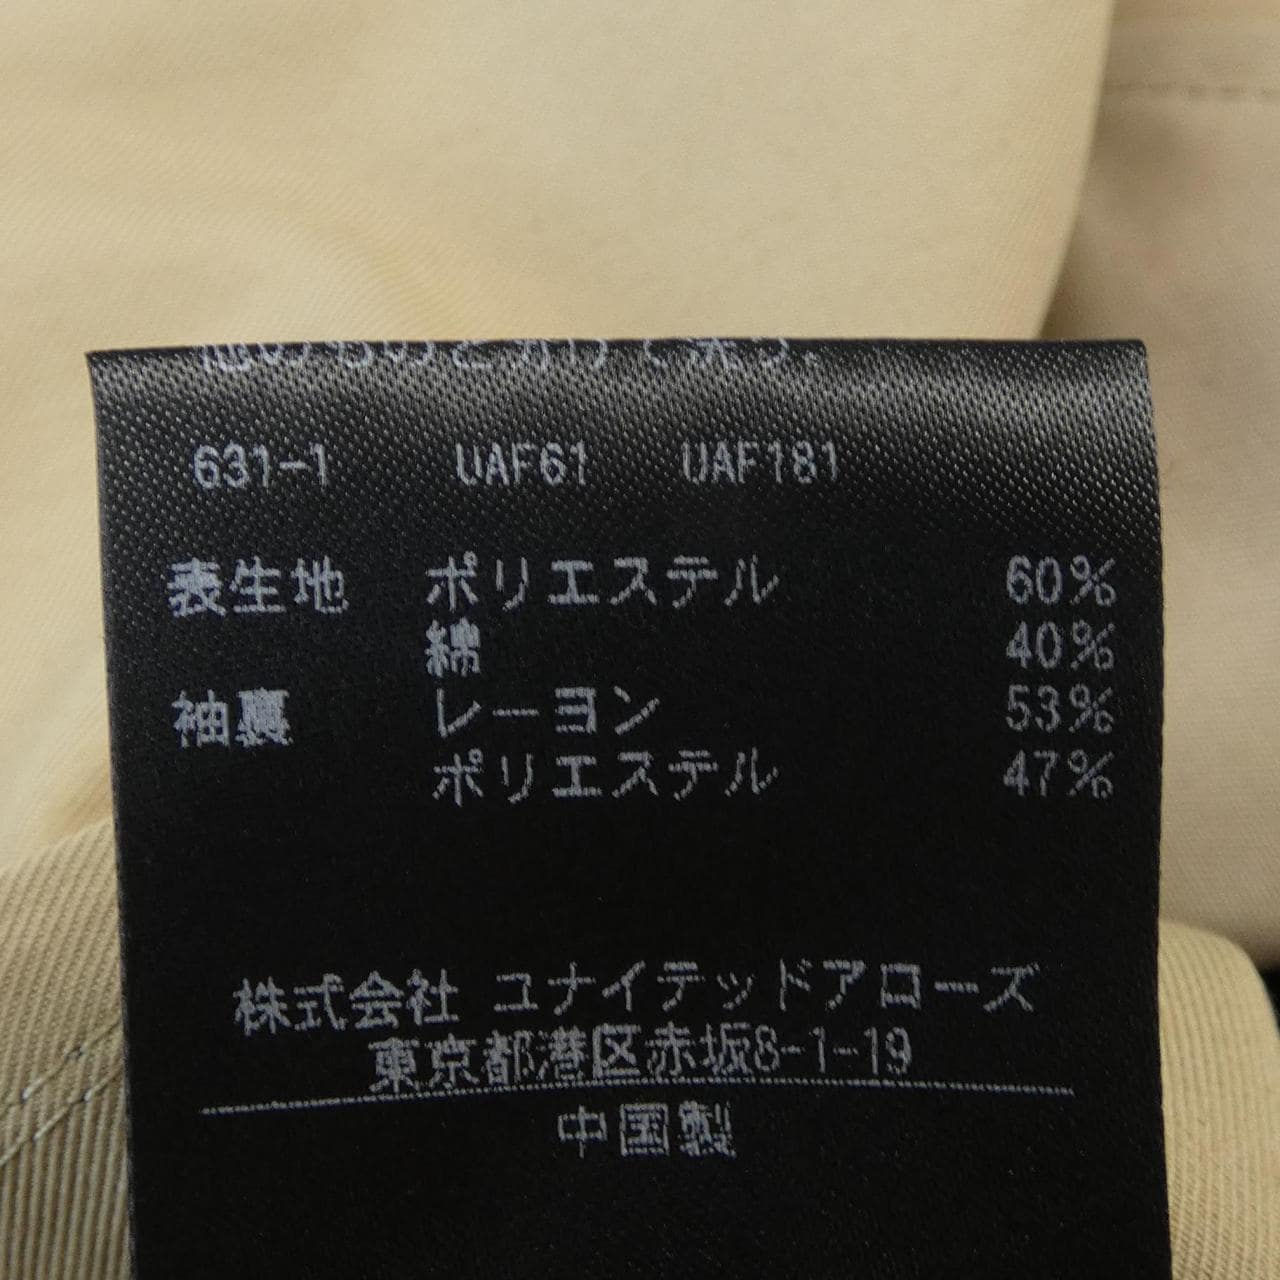 631-1 UAF61 UAF181
表生地 ポリエステル 60%
綿 40%
袖裏 レーヨン 53%
ポリエステル 47%
株式会社 ユナイテッドアローズ
東京都港区赤坂8-1-19
中国製